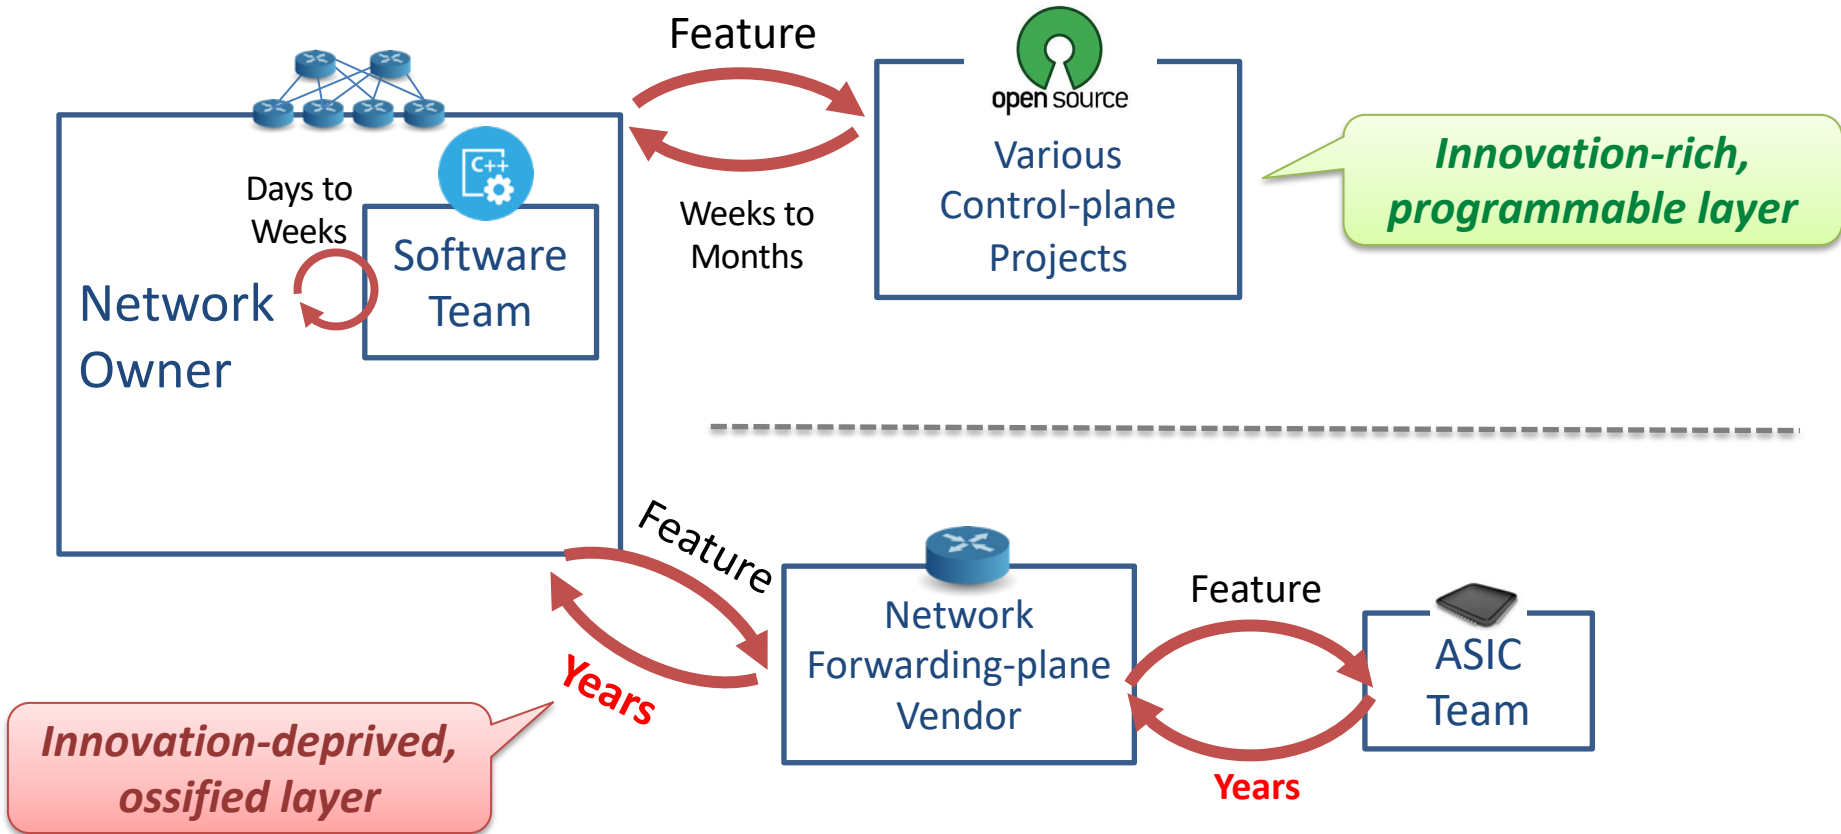 Feature
open source
C++
Days to
Weeks
Software
Team
Network
Owner
Weeks to
Months
Various
Control-plane
Projects
Innovation-rich,
programmable layer
Feature
Years
Network
Forwarding-plane
Vendor
Feature
Years
ASIC
Team
Innovation-deprived,
ossified layer